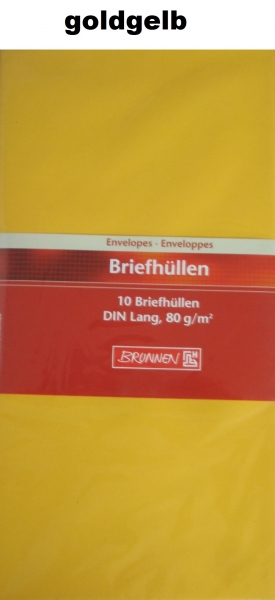 goldgelb
Envelopes · Enveloppes
Briefhüllen
10 Briefhüllen
DIN Lang, 80 g/m²
BRUNNEN